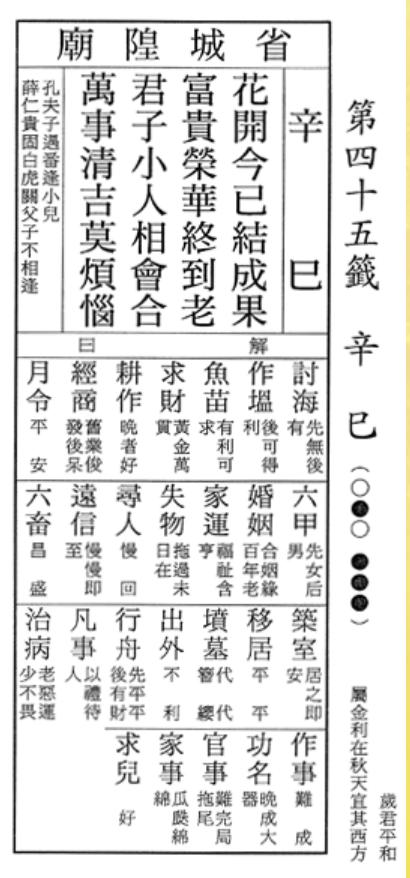 第四十五籤 辛巳（○●○ ●●●）
歲君平和
屬金利在秋天宜其西方
省城隍廟
辛巳
花開今已結成果
富貴榮華終到老
君子小人相會合
萬事清吉莫煩惱
孔夫子遇番逢小兒
薛仁貴固白虎關父子不相逢
解曰
討海 先無後有
作塭 後可得利
魚苗 有利可求
求財 黃金萬貫
耕作 晚者好
經商 舊業俊發後呆
月令 平安
六甲 先女后男
婚姻 合姻緣百年老
家運 福祉含亨
失物 拖過未日在
尋人 慢回
遠信 慢慢即至
六畜 昌盛
築室 居之即安
移居 平平
墳墓 代代簪纓
出外 不利
行舟 先平平後有財
凡事 以禮待人
治病 老惡運少不畏
作事 難成
功名 晚成大器
官事 難完局拖尾
家事 瓜瓞綿綿
求兒 好